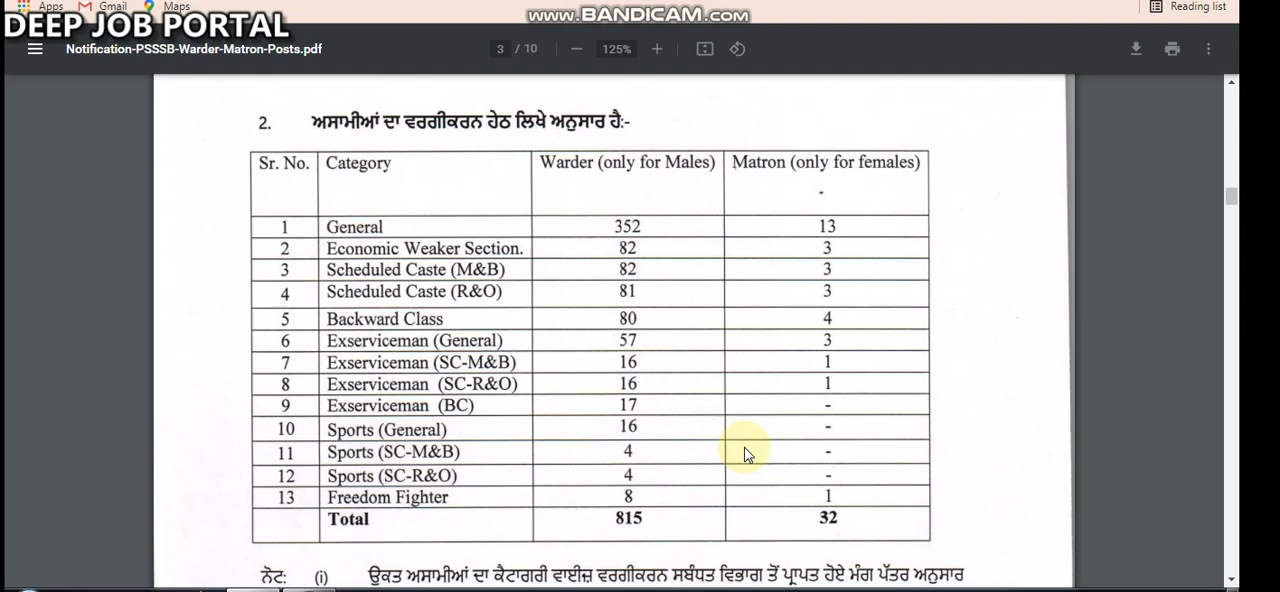 Apps Gmail Maps www.BANDICAM.com Reading list
DEEP JOB PORTAL
Notification-PSSSB-Warder-Matron-Posts.pdf 3 / 10 125%
2. ਅਸਾਮੀਆਂ ਦਾ ਵਰਗੀਕਰਨ ਹੇਠ ਲਿਖੇ ਅਨੁਸਾਰ ਹੈ:-
Sr. No. Category Warder (only for Males) Matron (only for females)
1 General 352 13
2 Economic Weaker Section. 82 3
3 Scheduled Caste (M&B) 82 3
4 Scheduled Caste (R&O) 81 3
5 Backward Class 80 4
6 Exserviceman (General) 57 3
7 Exserviceman (SC-M&B) 16 1
8 Exserviceman (SC-R&O) 16 1
9 Exserviceman (BC) 17 -
10 Sports (General) 16 -
11 Sports (SC-M&B) 4 -
12 Sports (SC-R&O) 4 -
13 Freedom Fighter 8 1
Total 815 32
ਨੋਟ: (i) ਉਕਤ ਅਸਾਮੀਆਂ ਦਾ ਕੈਟਾਗਰੀ ਵਾਈਜ਼ ਵਰਗੀਕਰਨ ਸਬੰਧਤ ਵਿਭਾਗ ਤੋਂ ਪ੍ਰਾਪਤ ਹੋਏ ਮੰਗ ਪੱਤਰ ਅਨੁਸਾਰ